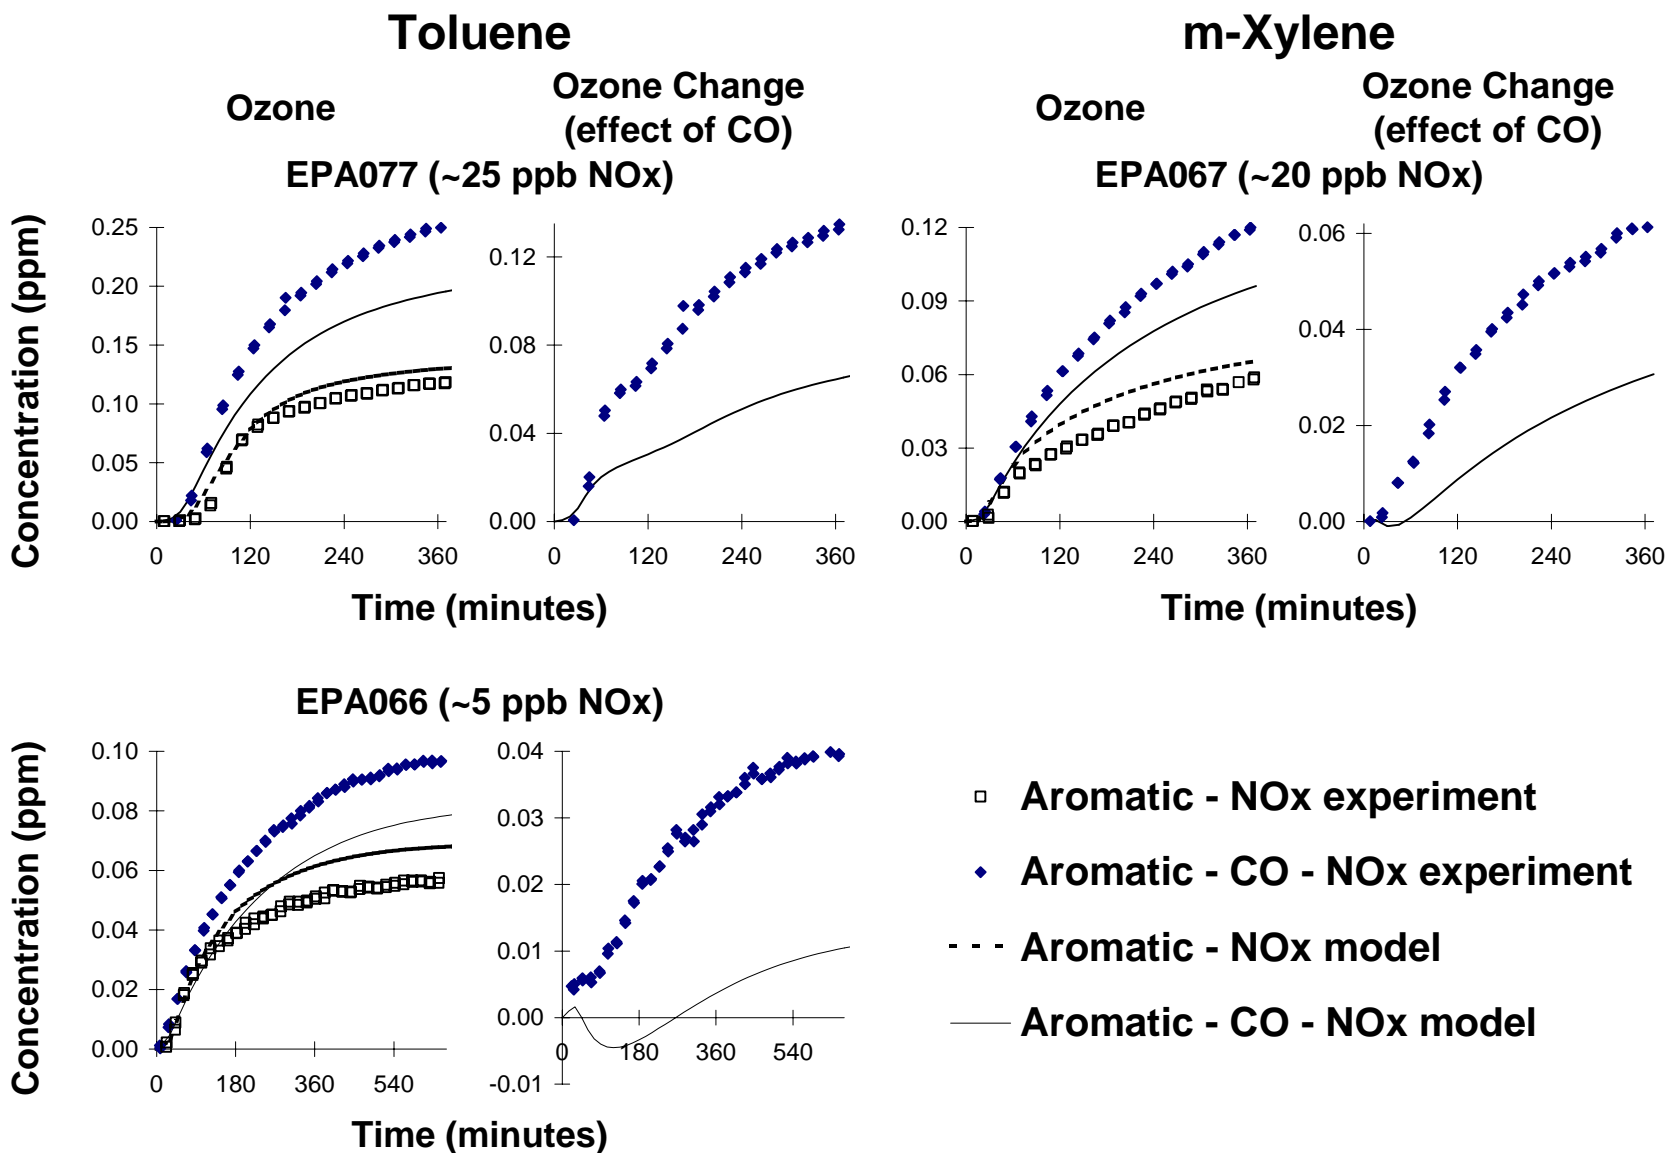 Toluene
m-Xylene
Ozone
Ozone Change
(effect of CO)
Ozone
Ozone Change
(effect of CO)
EPA077 (~25 ppb NOx)
EPA067 (~20 ppb NOx)
Concentration (ppm)
0.25
0.20
0.15
0.10
0.05
0.00
0 120 240 360
0.12
0.08
0.04
0.00
0 120 240 360
Time (minutes)
0.12
0.09
0.06
0.03
0.00
0 120 240 360
0.06
0.04
0.02
0.00
0 120 240 360
Time (minutes)
EPA066 (~5 ppb NOx)
Concentration (ppm)
0.10
0.08
0.06
0.04
0.02
0.00
0 180 360 540
0.04
0.03
0.02
0.01
0.00
-0.01
0 180 360 540
Time (minutes)
Aromatic - NOx experiment
Aromatic - CO - NOx experiment
Aromatic - NOx model
Aromatic - CO - NOx model